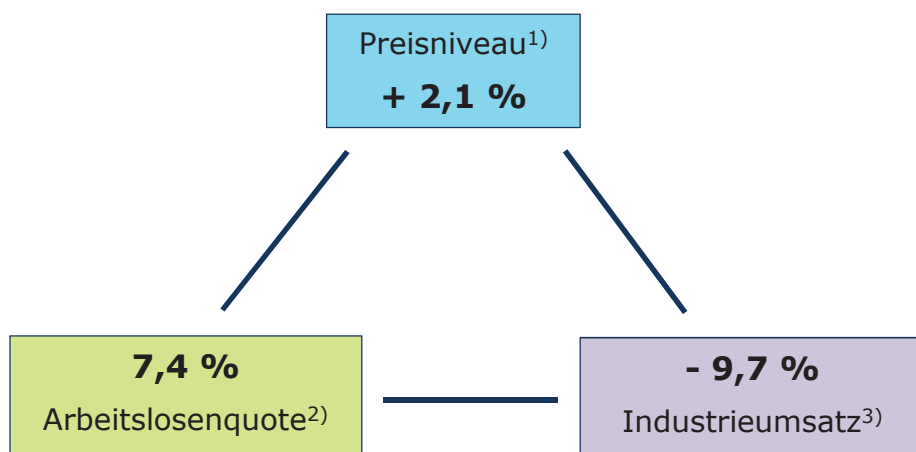 Preisniveau¹⁾
+ 2,1 %
7,4 %
Arbeitslosenquote²⁾
- 9,7 %
Industrieumsatz³⁾